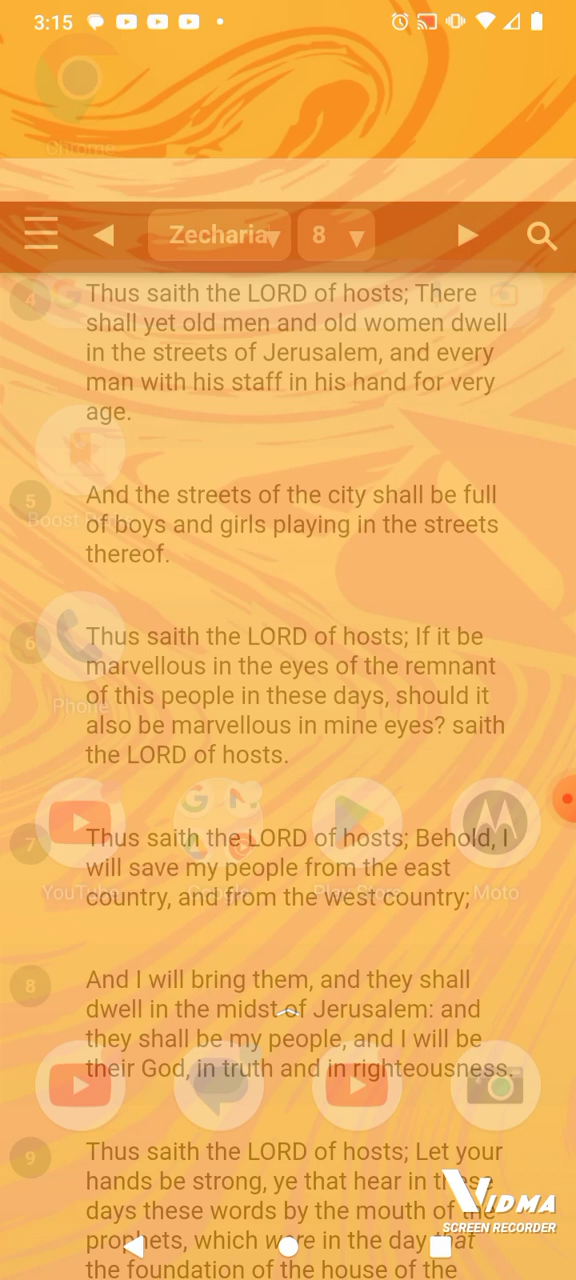 3:15
Chrome
Zecharia
8
4
Thus saith the LORD of hosts; There
shall yet old men and old women dwell
in the streets of Jerusalem, and every
man with his staff in his hand for very
age.
5
And the streets of the city shall be full
of boys and girls playing in the streets
thereof.
Boost
6
Thus saith the LORD of hosts; If it be
marvellous in the eyes of the remnant
of this people in these days, should it
also be marvellous in mine eyes? saith
the LORD of hosts.
Phone
7
Thus saith the LORD of hosts; Behold, I
will save my people from the east
country, and from the west country;
YouTube Google Play Store Moto
8
And I will bring them, and they shall
dwell in the midst of Jerusalem: and
they shall be my people, and I will be
their God, in truth and in righteousness.
9
Thus saith the LORD of hosts; Let your
hands be strong, ye that hear in these
days these words by the mouth of the
prophets, which were in the day that
the foundation of the house of the
VIDMA
SCREEN RECORDER